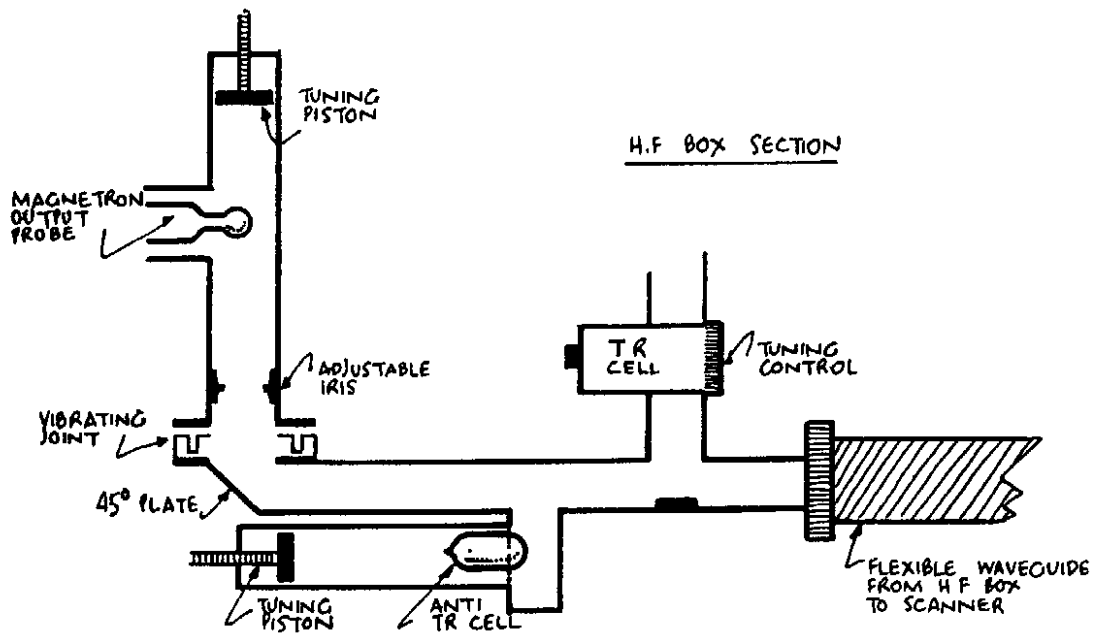 TUNING
PISTON
H.F BOX SECTION
MAGNETRON
OUTPUT
PROBE
TR
CELL
TUNING
CONTROL
ADJUSTABLE
IRIS
VIBRATING
JOINT
45° PLATE
TUNING
PISTON
ANTI
TR CELL
FLEXIBLE WAVEGUIDE
FROM H F BOX
TO SCANNER